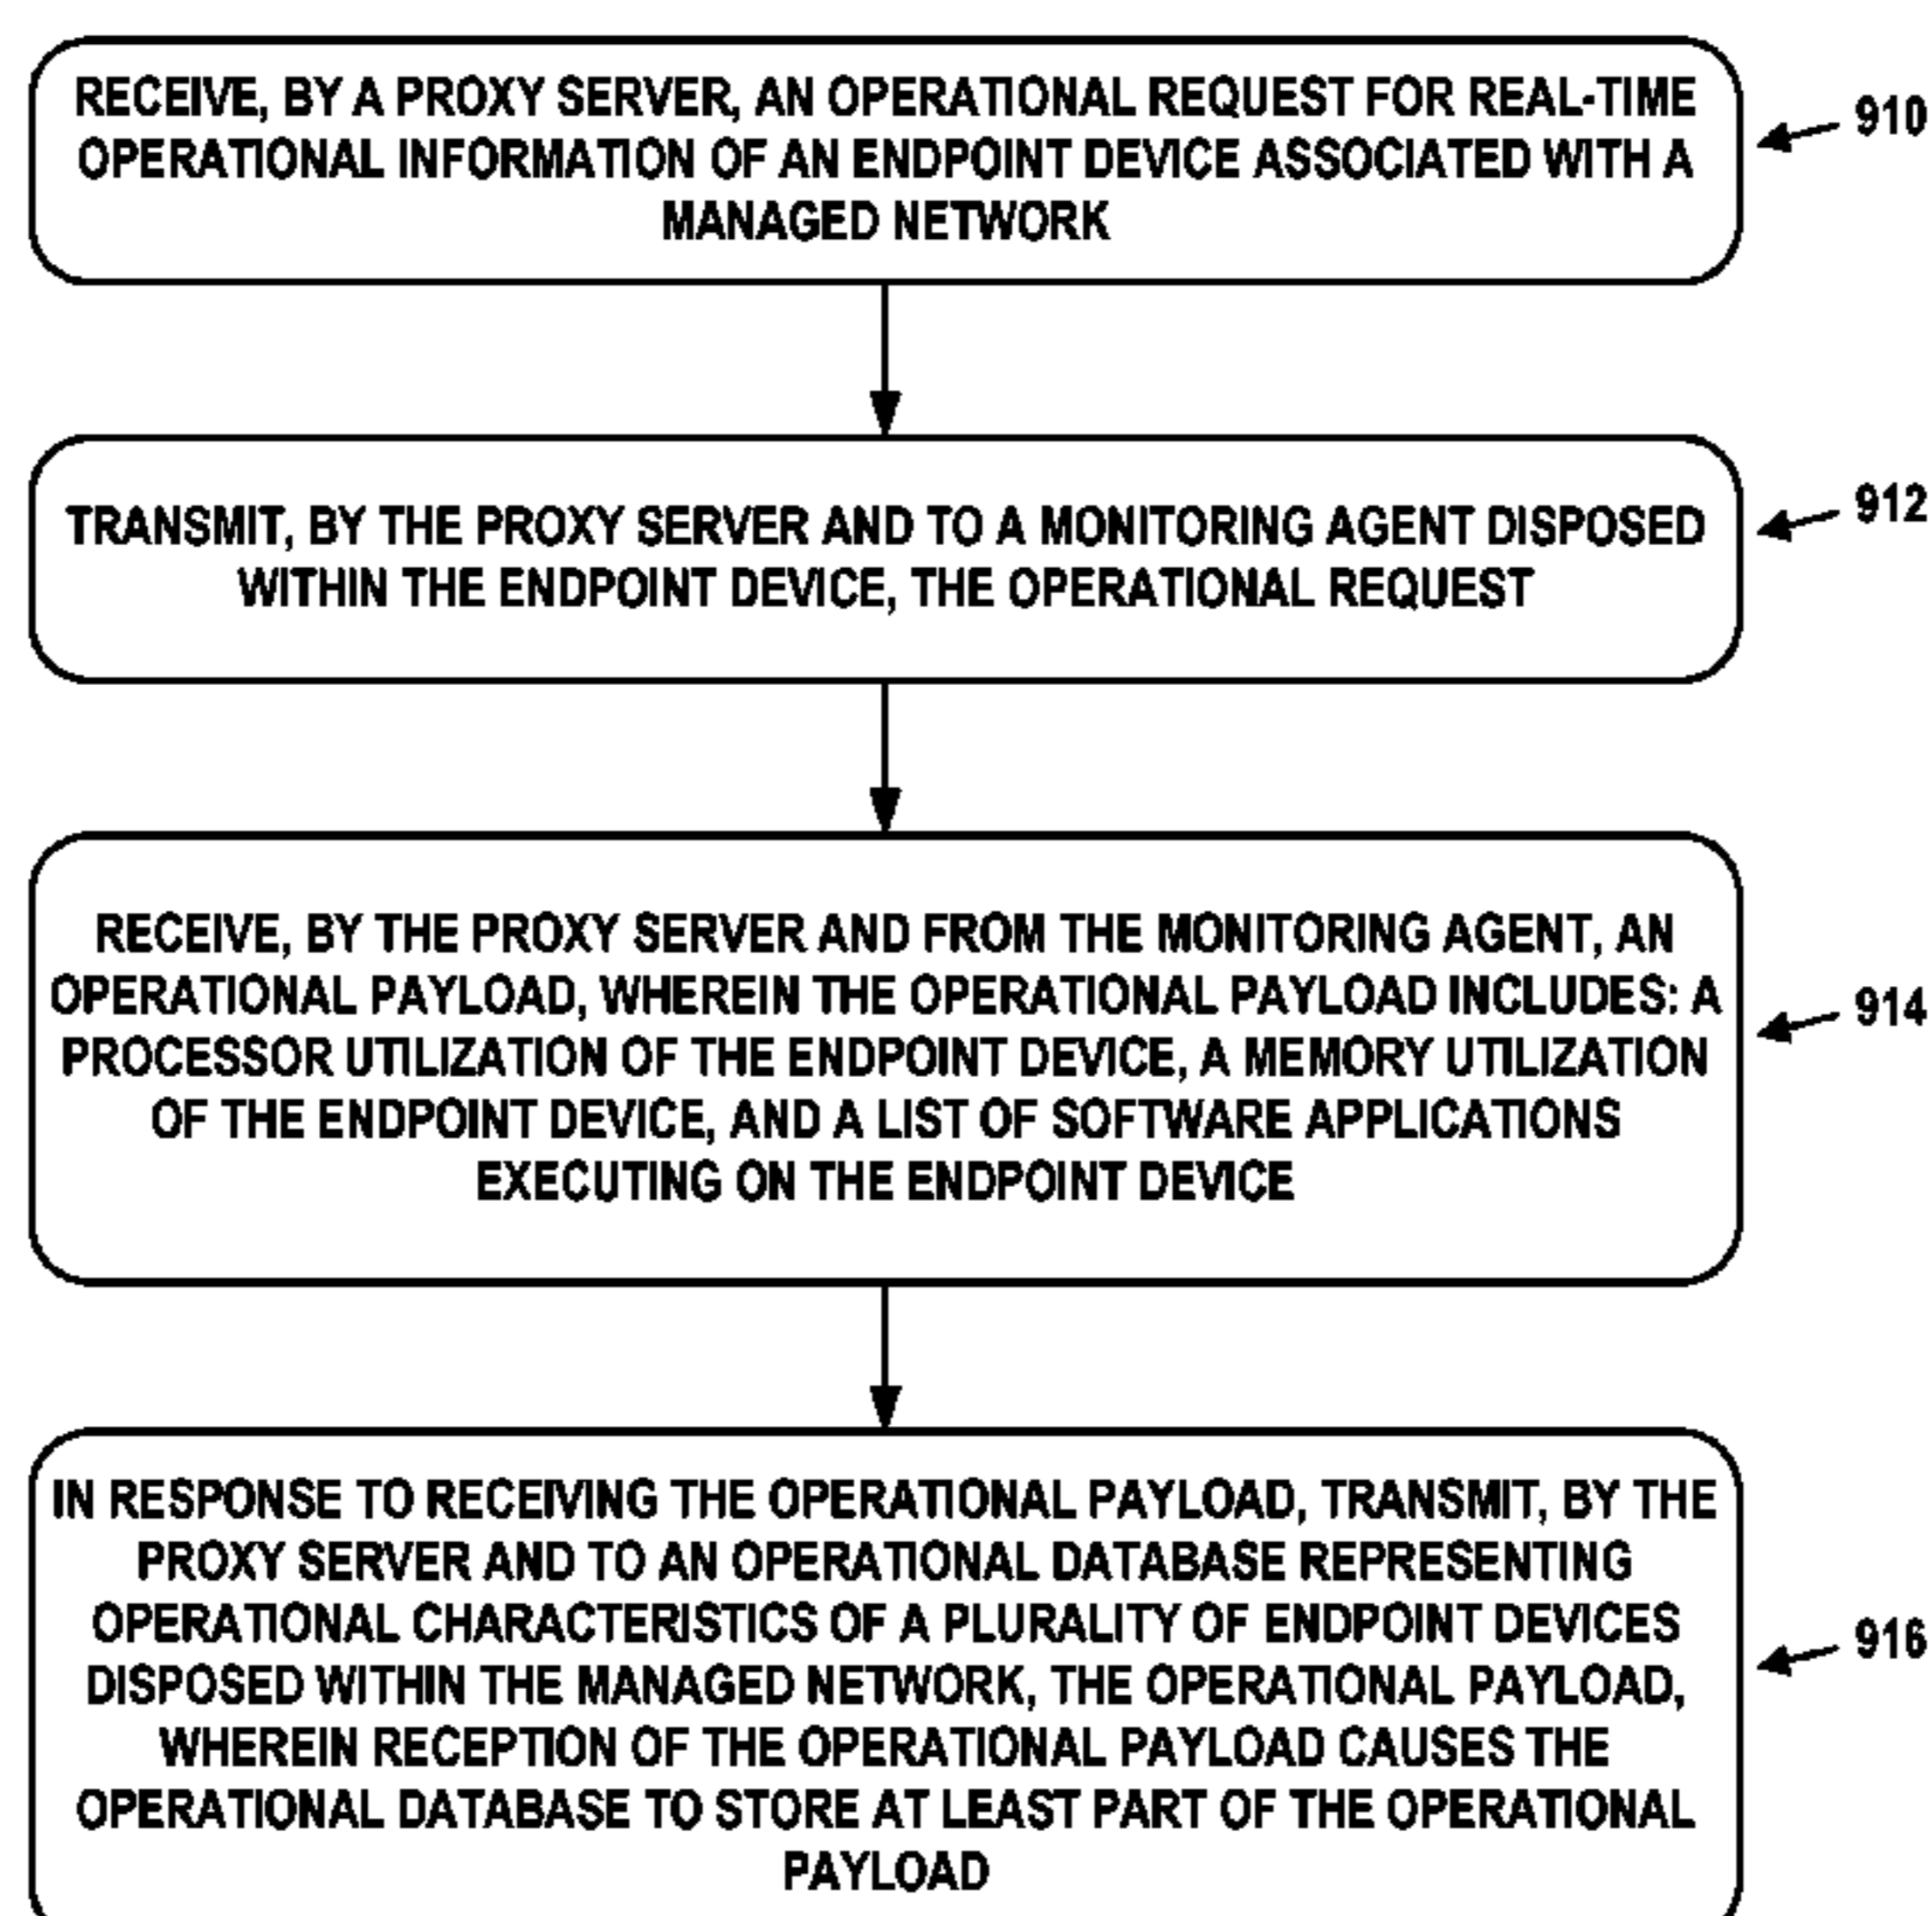 RECEIVE, BY A PROXY SERVER, AN OPERATIONAL REQUEST FOR REAL-TIME
OPERATIONAL INFORMATION OF AN ENDPOINT DEVICE ASSOCIATED WITH A
MANAGED NETWORK
910
TRANSMIT, BY THE PROXY SERVER AND TO A MONITORING AGENT DISPOSED
WITHIN THE ENDPOINT DEVICE, THE OPERATIONAL REQUEST
912
RECEIVE, BY THE PROXY SERVER AND FROM THE MONITORING AGENT, AN
OPERATIONAL PAYLOAD, WHEREIN THE OPERATIONAL PAYLOAD INCLUDES: A
PROCESSOR UTILIZATION OF THE ENDPOINT DEVICE, A MEMORY UTILIZATION
OF THE ENDPOINT DEVICE, AND A LIST OF SOFTWARE APPLICATIONS
EXECUTING ON THE ENDPOINT DEVICE
914
IN RESPONSE TO RECEIVING THE OPERATIONAL PAYLOAD, TRANSMIT, BY THE
PROXY SERVER AND TO AN OPERATIONAL DATABASE REPRESENTING
OPERATIONAL CHARACTERISTICS OF A PLURALITY OF ENDPOINT DEVICES
DISPOSED WITHIN THE MANAGED NETWORK, THE OPERATIONAL PAYLOAD,
WHEREIN RECEPTION OF THE OPERATIONAL PAYLOAD CAUSES THE
OPERATIONAL DATABASE TO STORE AT LEAST PART OF THE OPERATIONAL
PAYLOAD
916